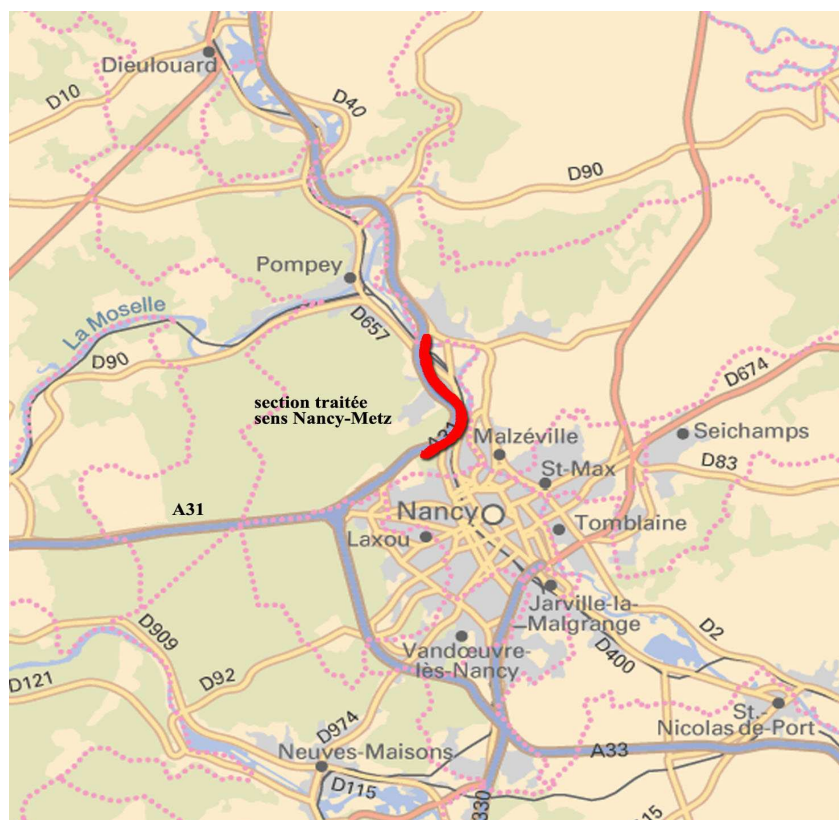 Dieulouard
D10
D40
D90
Pompey
La Moselle
D657
D90
D674
section traitée
sens Nancy-Metz
A31
Malzéville
Seichamps
St-Max
D83
A31
Nancy
Tomblaine
Laxou
Jarville-la-
Malgrange
D909
D2
Vandœuvre-
lès-Nancy
D400
D121
D92
St.-
Nicolas-de-Port
D974
Neuves-Maisons
A33
D115
330
115